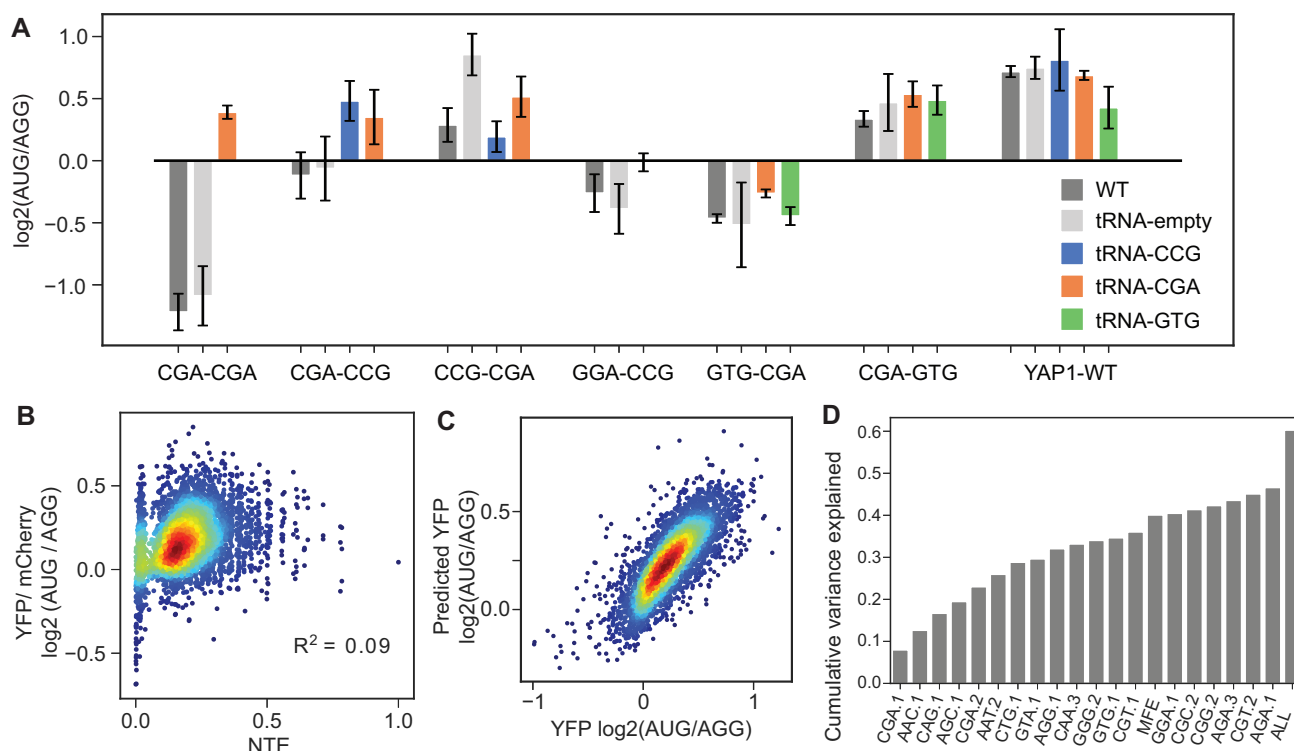 A
log2(AUG/AGG)
1.0
0.5
0.0
−0.5
−1.0
WT
tRNA-empty
tRNA-CCG
tRNA-CGA
tRNA-GTG
CGA-CGA CGA-CCG CCG-CGA GGA-CCG GTG-CGA CGA-GTG YAP1-WT
B
YFP/ mCherry
log2 (AUG / AGG)
0.5
0.0
−0.5
R² = 0.09
0.0 0.5 1.0
NTE
C
Predicted YFP
log2(AUG/AGG)
0.5
0.0
−1 0 1
YFP log2(AUG/AGG)
D
Cumulative variance explained
0.6
0.5
0.4
0.3
0.2
0.1
0.0
CGA.1 AAC.1 CAG.1 AGC.1 CGA.2 AAT.2 CTG.1 GTA.1 AGG.1 CAA.3 GGG.2 GTG.1 CGT.1 MFE GGA.1 CGC.2 CGG.2 AGA.3 CGT.2 AGA.1 ALL